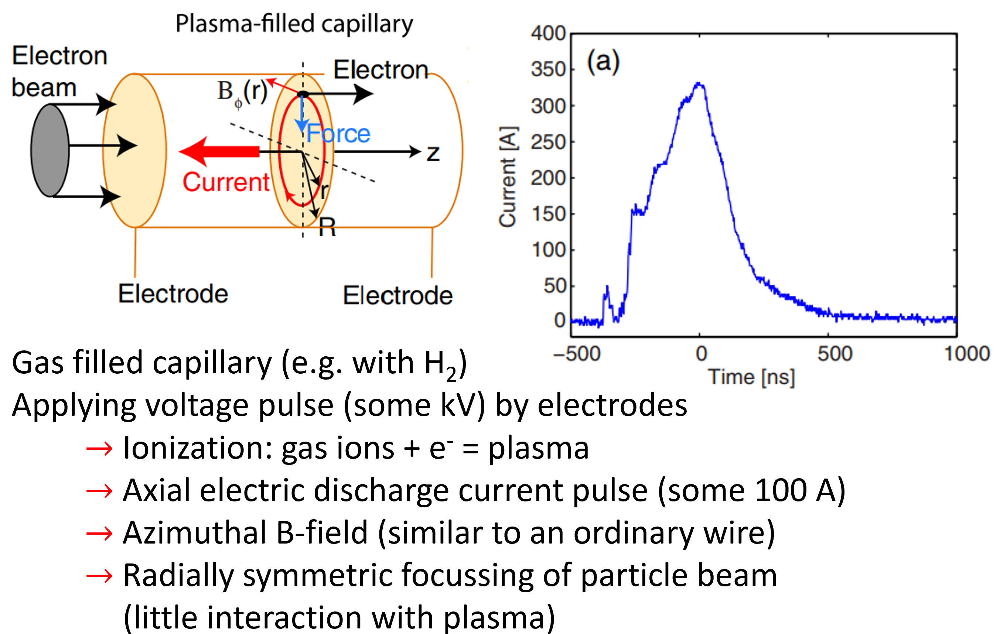 Plasma-filled capillary
Electron
beam
Bϕ(r)
Electron
Force
Current
z
r
R
Electrode
Electrode
(a)
Current [A]
400
350
300
250
200
150
100
50
0
−500
0
500
1000
Time [ns]
Gas filled capillary (e.g. with H₂)
Applying voltage pulse (some kV) by electrodes
→ Ionization: gas ions + e⁻ = plasma
→ Axial electric discharge current pulse (some 100 A)
→ Azimuthal B-field (similar to an ordinary wire)
→ Radially symmetric focussing of particle beam
(little interaction with plasma)